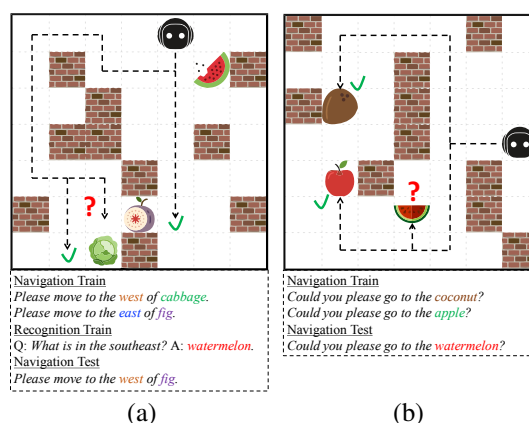 ?
Navigation Train
Please move to the west of cabbage.
Please move to the east of fig.
Recognition Train
Q: What is in the southeast? A: watermelon.
Navigation Test
Please move to the west of fig.
(a)
?
Navigation Train
Could you please go to the coconut?
Could you please go to the apple?
Navigation Test
Could you please go to the watermelon?
(b)